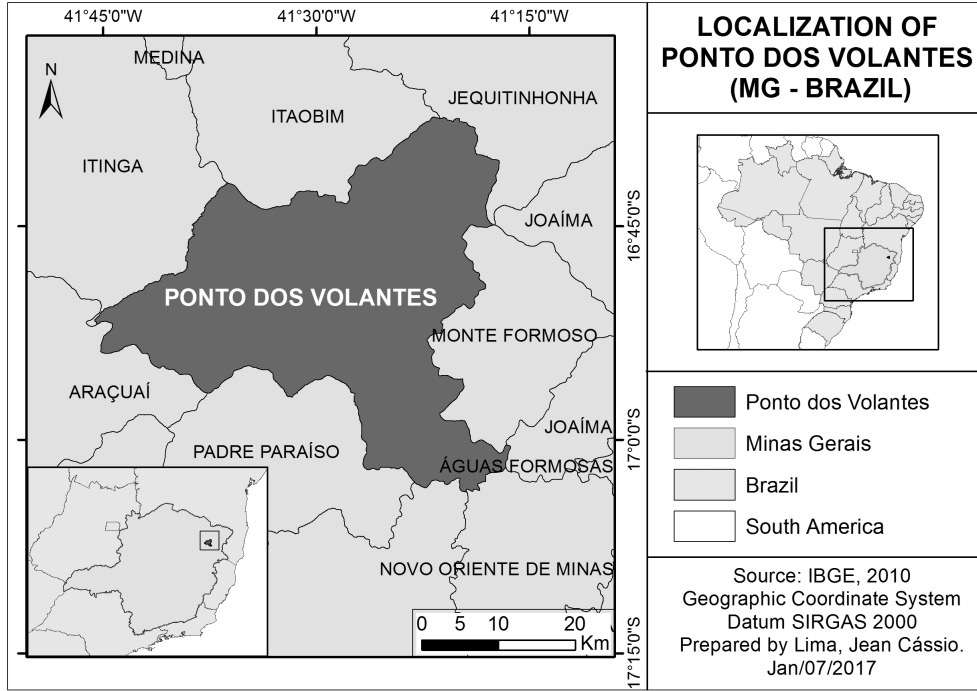 41°45'0"W
41°30'0"W
41°15'0"W
LOCALIZATION OF
PONTO DOS VOLANTES
(MG - BRAZIL)
N
MEDINA
JEQUITINHONHA
ITAOBIM
ITINGA
JOAÍMA
16°45'0"S
PONTO DOS VOLANTES
MONTE FORMOSO
ARAÇUAÍ
JOAÍMA
PADRE PARAÍSO
ÁGUAS FORMOSAS
17°0'0"S
NOVO ORIENTE DE MINAS
0 5 10 20
Km
17°15'0"S
Ponto dos Volantes
Minas Gerais
Brazil
South America
Source: IBGE, 2010
Geographic Coordinate System
Datum SIRGAS 2000
Prepared by Lima, Jean Cássio.
Jan/07/2017